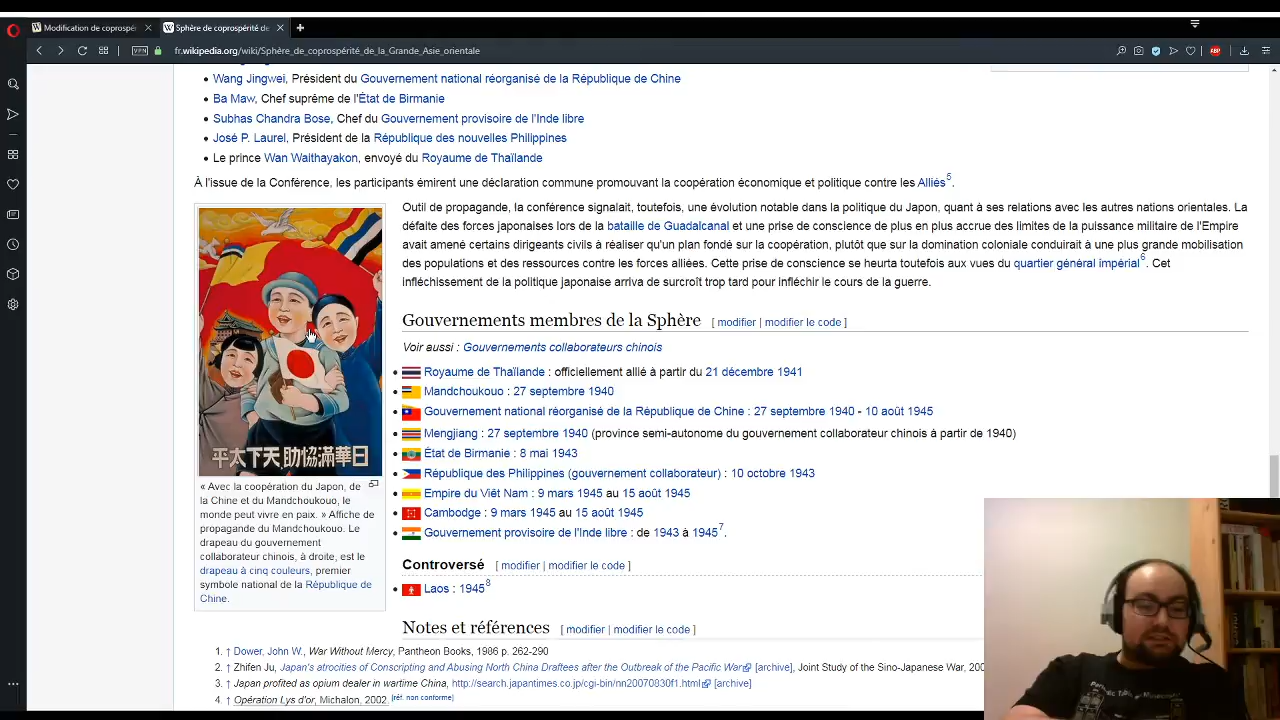 Modification de coprospé
Sphère de coprospérité de
VPN
fr.wikipedia.org/wiki/Sphère_de_coprospérité_de_la_Grande_Asie_orientale
ABP
Wang Jingwei, Président du Gouvernement national réorganisé de la République de Chine
Ba Maw, Chef suprême de l'État de Birmanie
Subhas Chandra Bose, Chef du Gouvernement provisoire de l'Inde libre
José P. Laurel, Président de la République des nouvelles Philippines
Le prince Wan Waithayakon, envoyé du Royaume de Thaïlande
À l'issue de la Conférence, les participants émirent une déclaration commune promouvant la coopération économique et politique contre les Alliés5.
Outil de propagande, la conférence signalait, toutefois, une évolution notable dans la politique du Japon, quant à ses relations avec les autres nations orientales. La
défaite des forces japonaises lors de la bataille de Guadalcanal et une prise de conscience de plus en plus accrue des limites de la puissance militaire de l'Empire
avait amené certains dirigeants civils à réaliser qu'un plan fondé sur la coopération, plutôt que sur la domination coloniale conduirait à une plus grande mobilisation
des populations et des ressources contre les forces alliées. Cette prise de conscience se heurta toutefois aux vues du quartier général impérial6. Cet
infléchissement de la politique japonaise arriva de surcroît trop tard pour infléchir le cours de la guerre.
平太下天助協滿華日
« Avec la coopération du Japon, de
la Chine et du Mandchoukouo, le
monde peut vivre en paix. » Affiche de
propagande du Mandchoukouo. Le
drapeau du gouvernement
collaborateur chinois, à droite, est le
drapeau à cinq couleurs, premier
symbole national de la République de
Chine.
Gouvernements membres de la Sphère [ modifier | modifier le code ]
Voir aussi : Gouvernements collaborateurs chinois
Royaume de Thaïlande : officiellement allié à partir du 21 décembre 1941
Mandchoukouo : 27 septembre 1940
Gouvernement national réorganisé de la République de Chine : 27 septembre 1940 - 10 août 1945
Mengjiang : 27 septembre 1940 (province semi-autonome du gouvernement collaborateur chinois à partir de 1940)
État de Birmanie : 8 mai 1943
République des Philippines (gouvernement collaborateur) : 10 octobre 1943
Empire du Viêt Nam : 9 mars 1945 au 15 août 1945
Cambodge : 9 mars 1945 au 15 août 1945
Gouvernement provisoire de l'Inde libre : de 1943 à 19457.
Controversé [ modifier | modifier le code ]
Laos : 19458
Notes et références [ modifier | modifier le code ]
1. ↑ Dower, John W., War Without Mercy, Pantheon Books, 1986 p. 262-290
2. ↑ Zhifen Ju, Japan's atrocities of Conscripting and Abusing North China Draftees after the Outbreak of the Pacific War [archive], Joint Study of the Sino-Japanese War, 200
3. ↑ Japan profited as opium dealer in wartime China, http://search.japantimes.co.jp/cgi-bin/nn20070830f1.html [archive]
4. ↑ Opération Lys d'or, Michalon, 2002. [réf. non conforme]